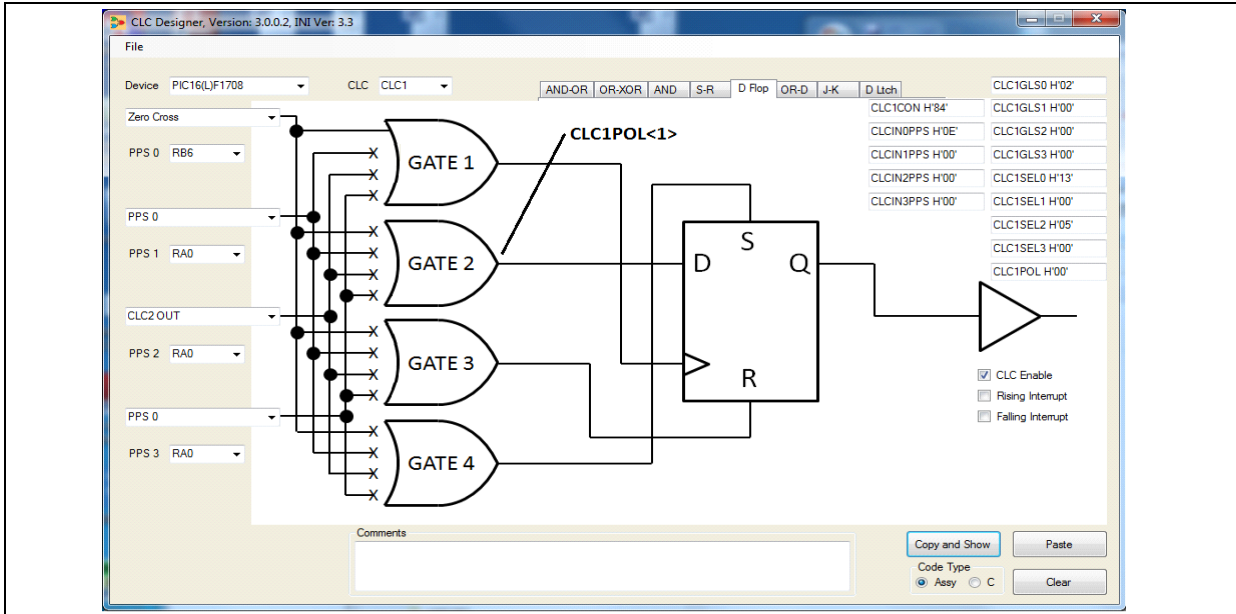 CLC Designer, Version: 3.0.0.2, INI Ver: 3.3
File
Device PIC16(L)F1708 CLC CLC1
AND-OR OR-XOR AND S-R D Flop OR-D J-K D Ltch
CLC1GLS0 H'02'
CLC1CON H'84' CLC1GLS1 H'00'
CLCIN0PPS H'0E' CLC1GLS2 H'00'
CLCIN1PPS H'00' CLC1GLS3 H'00'
CLCIN2PPS H'00' CLC1SEL0 H'13'
CLCIN3PPS H'00' CLC1SEL1 H'00'
CLC1SEL2 H'05'
CLC1SEL3 H'00'
CLC1POL H'00'
Zero Cross
PPS 0 RB6
PPS 0
PPS 1 RA0
CLC2 OUT
PPS 2 RA0
PPS 0
PPS 3 RA0
CLC1POL<1>
X
X
X
GATE 1
X
X
X
X
GATE 2
X
X
X
X
GATE 3
X
X
X
X
GATE 4
S
D Q
R
CLC Enable
Rising Interrupt
Falling Interrupt
Comments
Copy and Show Paste
Code Type
Assy C Clear